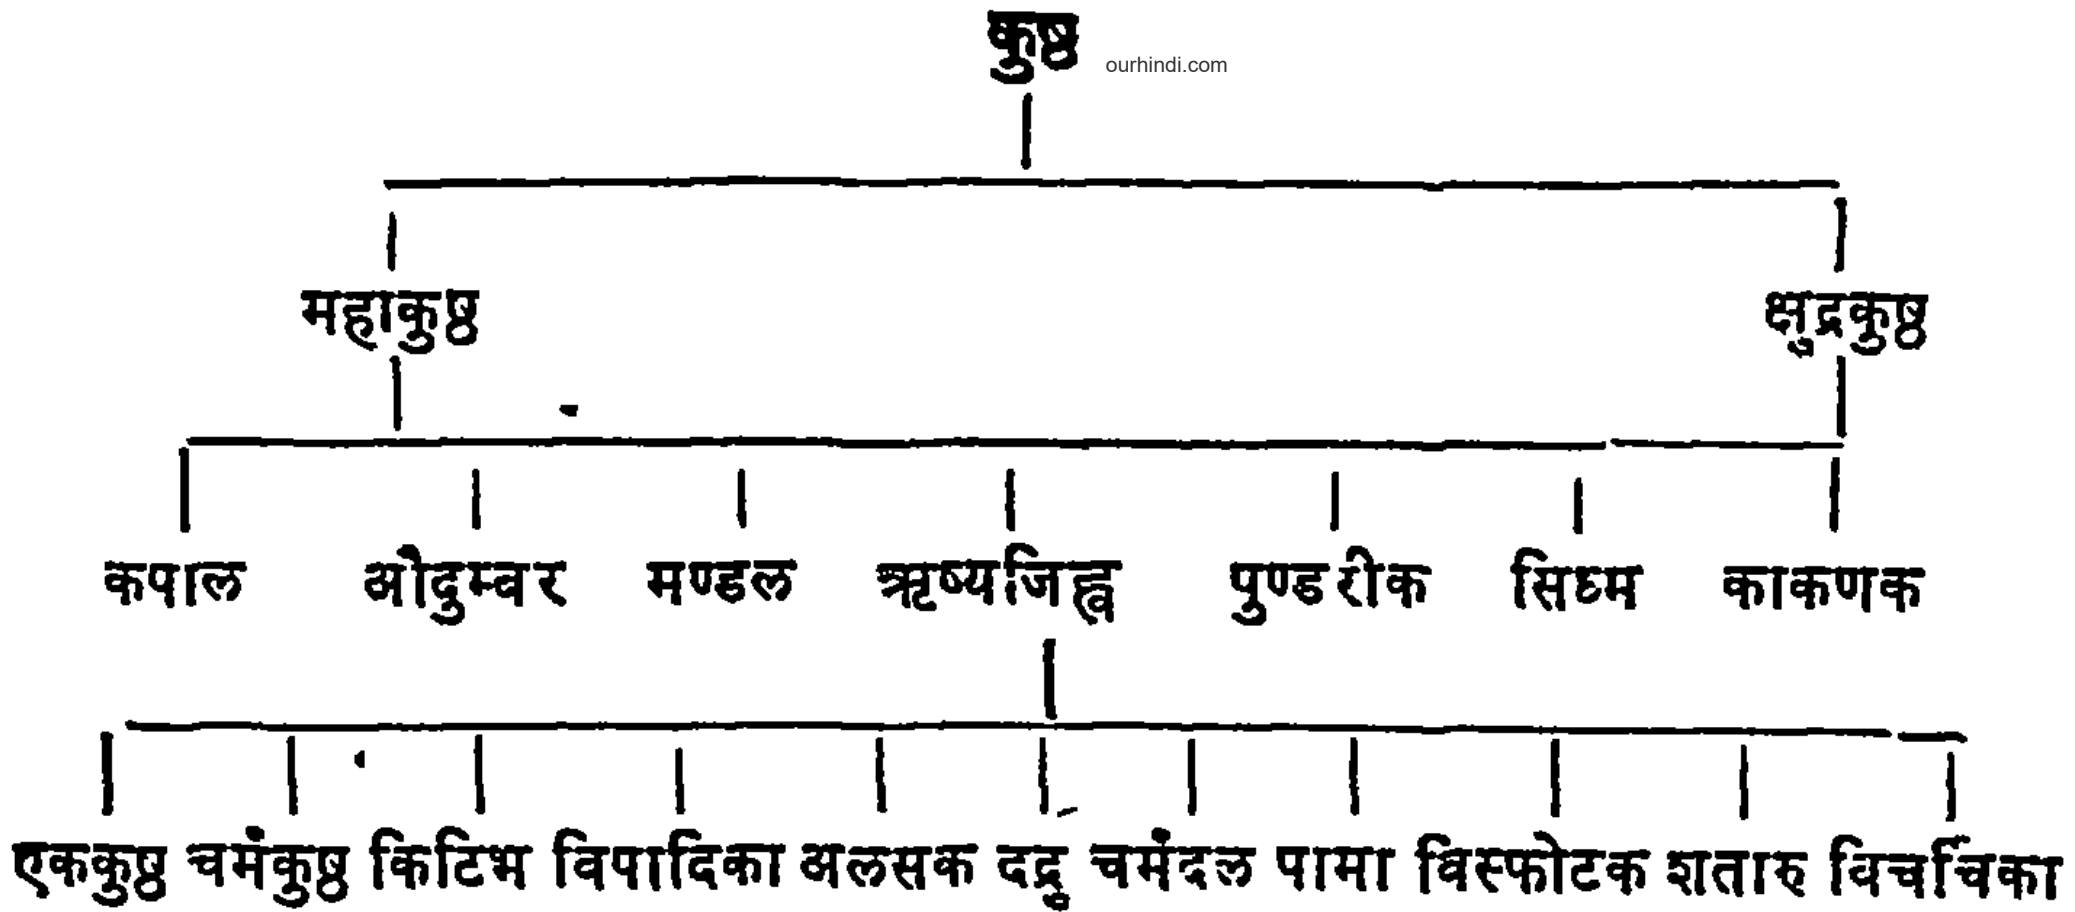 कुष्ठ ourhindi.com
महाकुष्ठ क्षुद्रकुष्ठ
कपाल औदुम्वर मण्डल ऋष्यजिह्व पुण्डरीक सिध्म काकणक
एककुष्ठ चर्मकुष्ठ किटिभ विपादिका अलसक दद्रु चर्मदल पामा विस्फोटक शतारु विचर्चिका